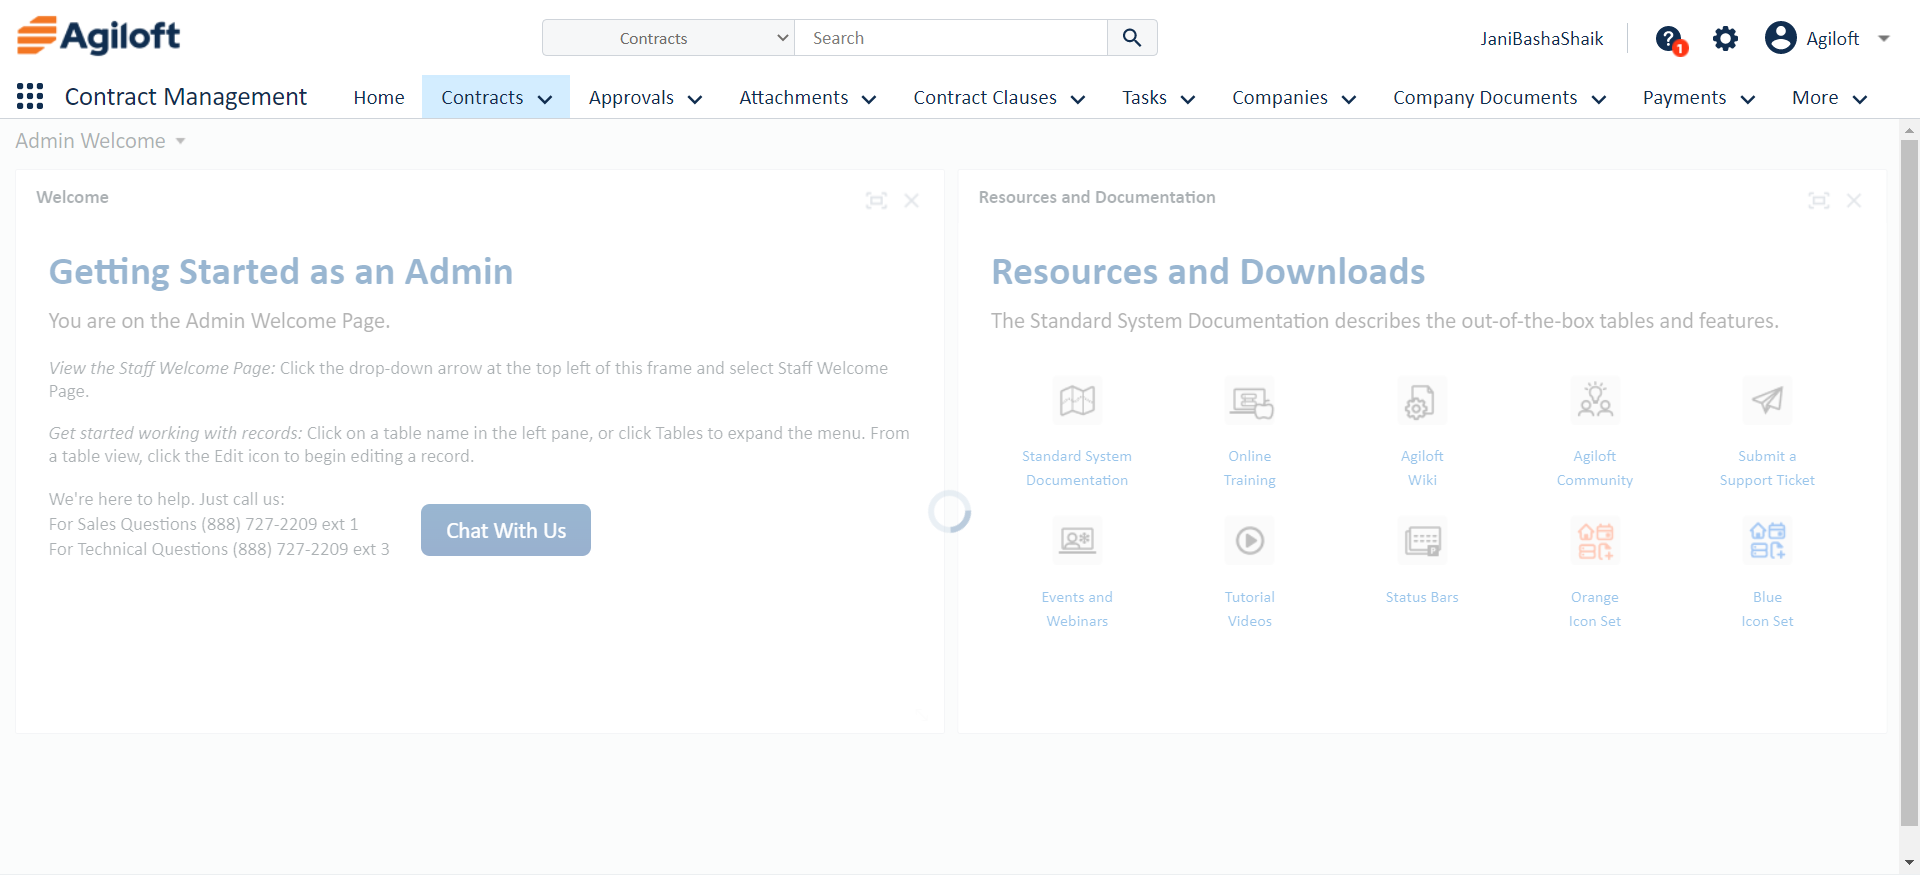 Agiloft
Contracts
Search
JaniBashaShaik
1
Agiloft
Contract Management
Home
Contracts
Approvals
Attachments
Contract Clauses
Tasks
Companies
Company Documents
Payments
More
Admin Welcome
Welcome
Getting Started as an Admin
You are on the Admin Welcome Page.
View the Staff Welcome Page: Click the drop-down arrow at the top left of this frame and select Staff Welcome
Page.
Get started working with records: Click on a table name in the left pane, or click Tables to expand the menu. From
a table view, click the Edit icon to begin editing a record.
We're here to help. Just call us:
For Sales Questions (888) 727-2209 ext 1
For Technical Questions (888) 727-2209 ext 3
Chat With Us
Resources and Documentation
Resources and Downloads
The Standard System Documentation describes the out-of-the-box tables and features.
Standard System
Documentation
Online
Training
Agiloft
Wiki
Agiloft
Community
Submit a
Support Ticket
Events and
Webinars
Tutorial
Videos
Status Bars
Orange
Icon Set
Blue
Icon Set